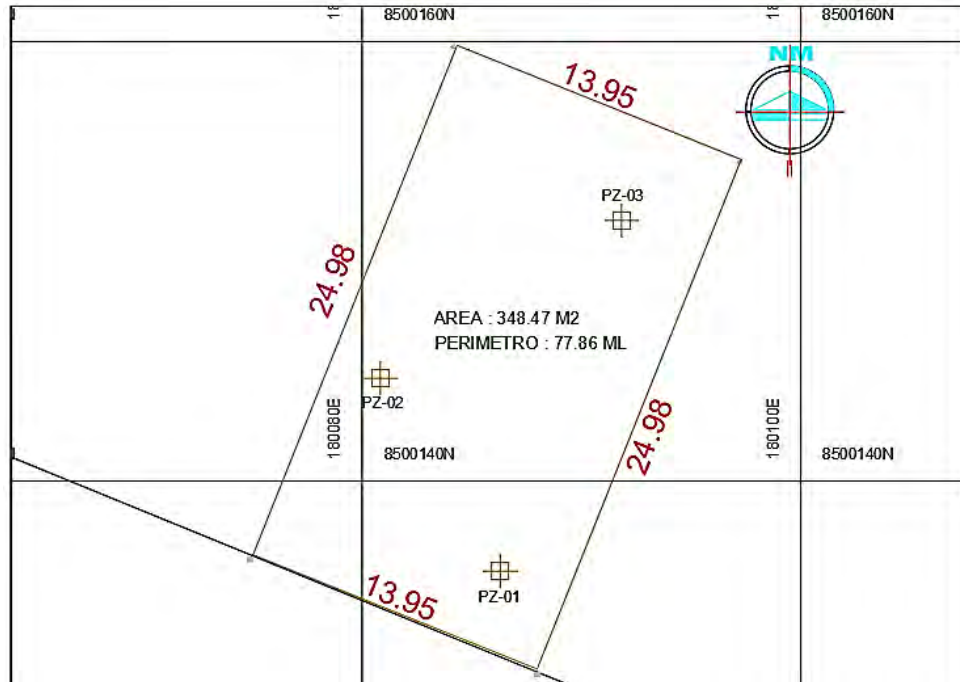 8500160N
8500160N
NM
13.95
PZ-03
24.98
AREA : 348.47 M2
PERIMETRO : 77.86 ML
PZ-02
180080E
24.98
180100E
8500140N
8500140N
13.95
PZ-01